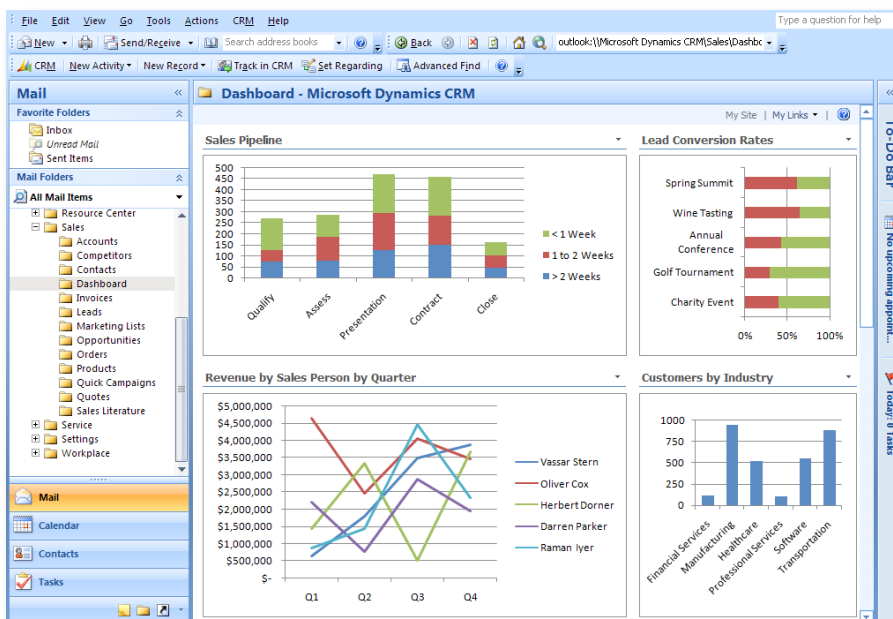 File Edit View Go Tools Actions CRM Help
Type a question for help
New Send/Receive Search address books Back outlook:\\Microsoft Dynamics CRM\Sales\Dashbc
CRM New Activity New Record Track in CRM Set Regarding Advanced Find
Mail
Favorite Folders
Inbox
Unread Mail
Sent Items
Mail Folders
All Mail Items
Resource Center
Sales
Accounts
Competitors
Contacts
Dashboard
Invoices
Leads
Marketing Lists
Opportunities
Orders
Products
Quick Campaigns
Quotes
Sales Literature
Service
Settings
Workplace
Mail
Calendar
Contacts
Tasks
Dashboard - Microsoft Dynamics CRM
My Site | My Links |
Sales Pipeline
500
450
400
350
300
250
200
150
100
50
0
Qualify
Assess
Presentation
Contract
Close
< 1 Week
1 to 2 Weeks
> 2 Weeks
Lead Conversion Rates
Spring Summit
Wine Tasting
Annual
Conference
Golf Tournament
Charity Event
0% 50% 100%
Revenue by Sales Person by Quarter
$5,000,000
$4,500,000
$4,000,000
$3,500,000
$3,000,000
$2,500,000
$2,000,000
$1,500,000
$1,000,000
$500,000
$-
Q1 Q2 Q3 Q4
Vassar Stern
Oliver Cox
Herbert Dorner
Darren Parker
Raman Iyer
Customers by Industry
1000
750
500
250
0
Financial Services
Manufacturing
Healthcare
Professional Services
Software
Transportation
To-Do Bar
No upcoming appoint...
Today: 0 Tasks